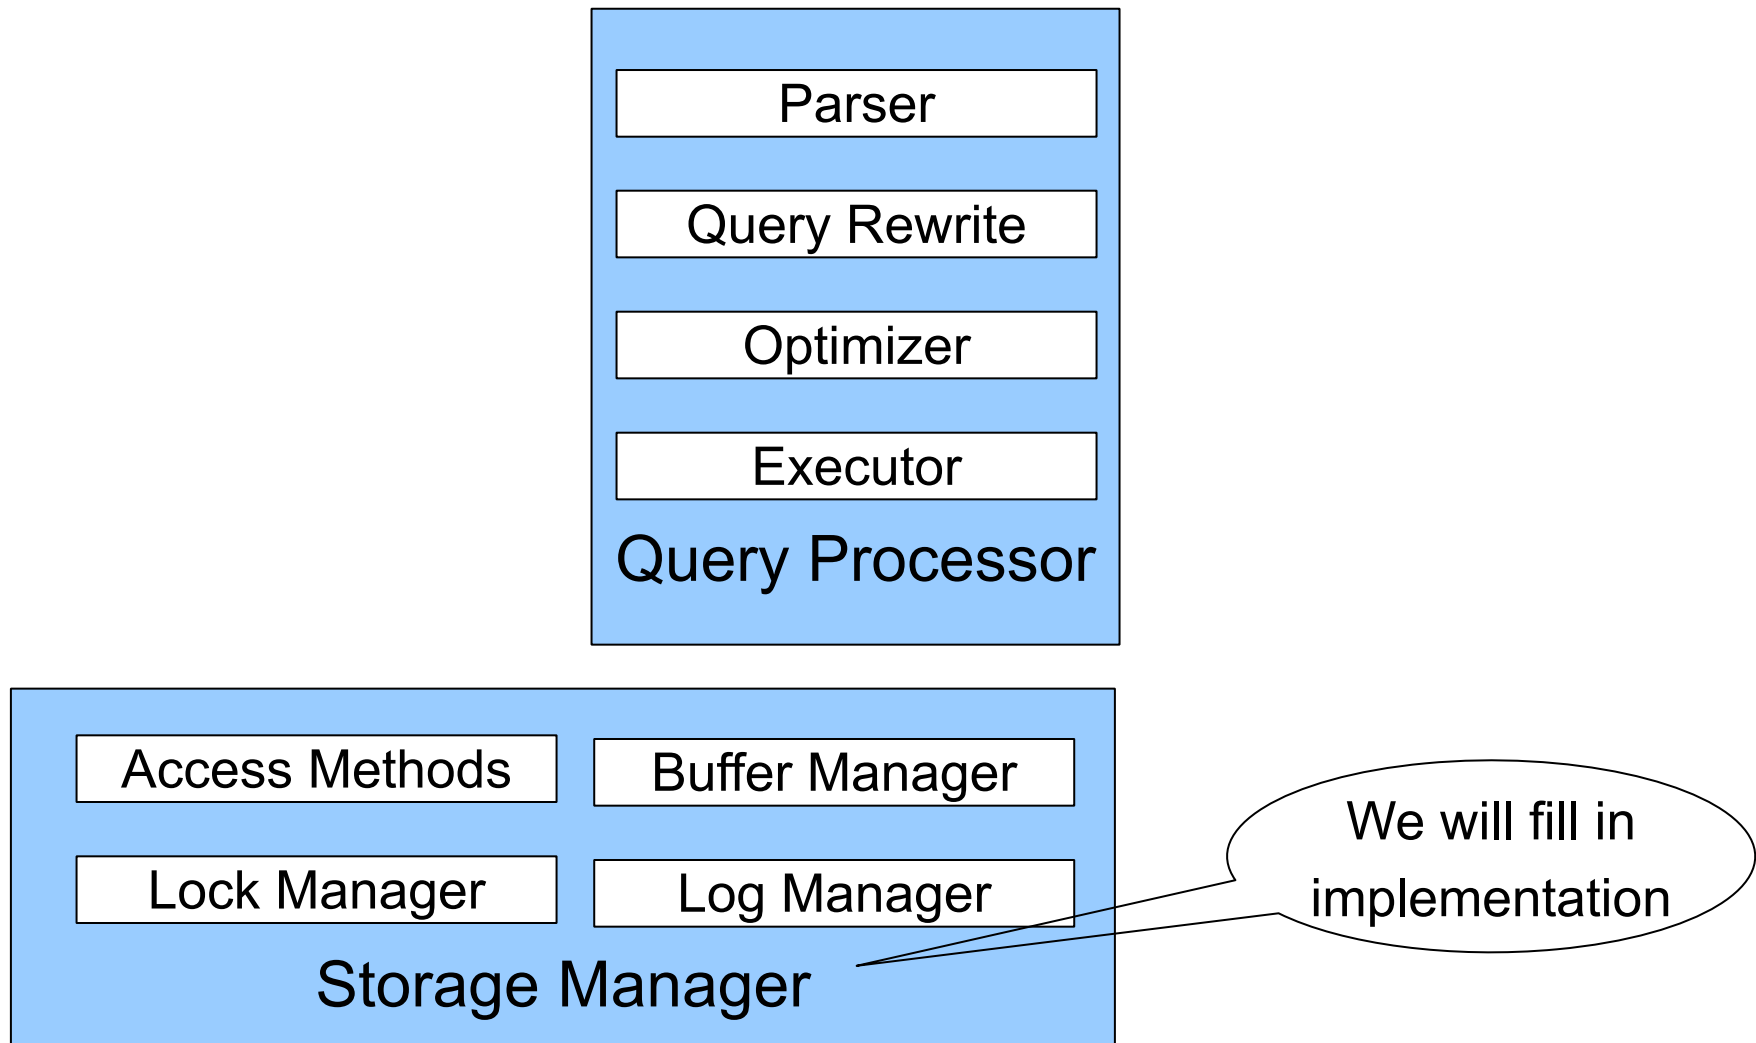 Parser
Query Rewrite
Optimizer
Executor
Query Processor
Access Methods
Buffer Manager
Lock Manager
Log Manager
Storage Manager
We will fill in
implementation